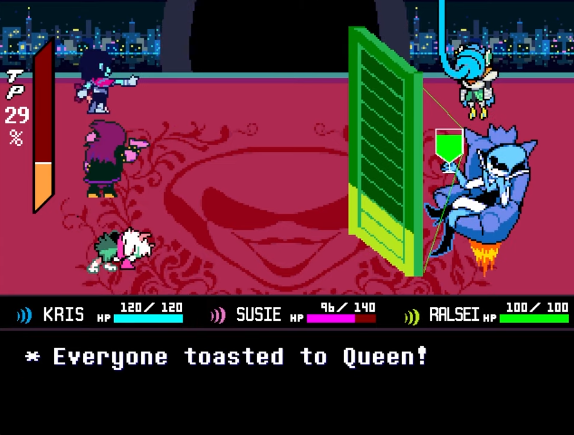 TP
29
%
KRIS HP 120/120 SUSIE HP 96/140 RALSEI HP 100/100
* Everyone toasted to Queen!